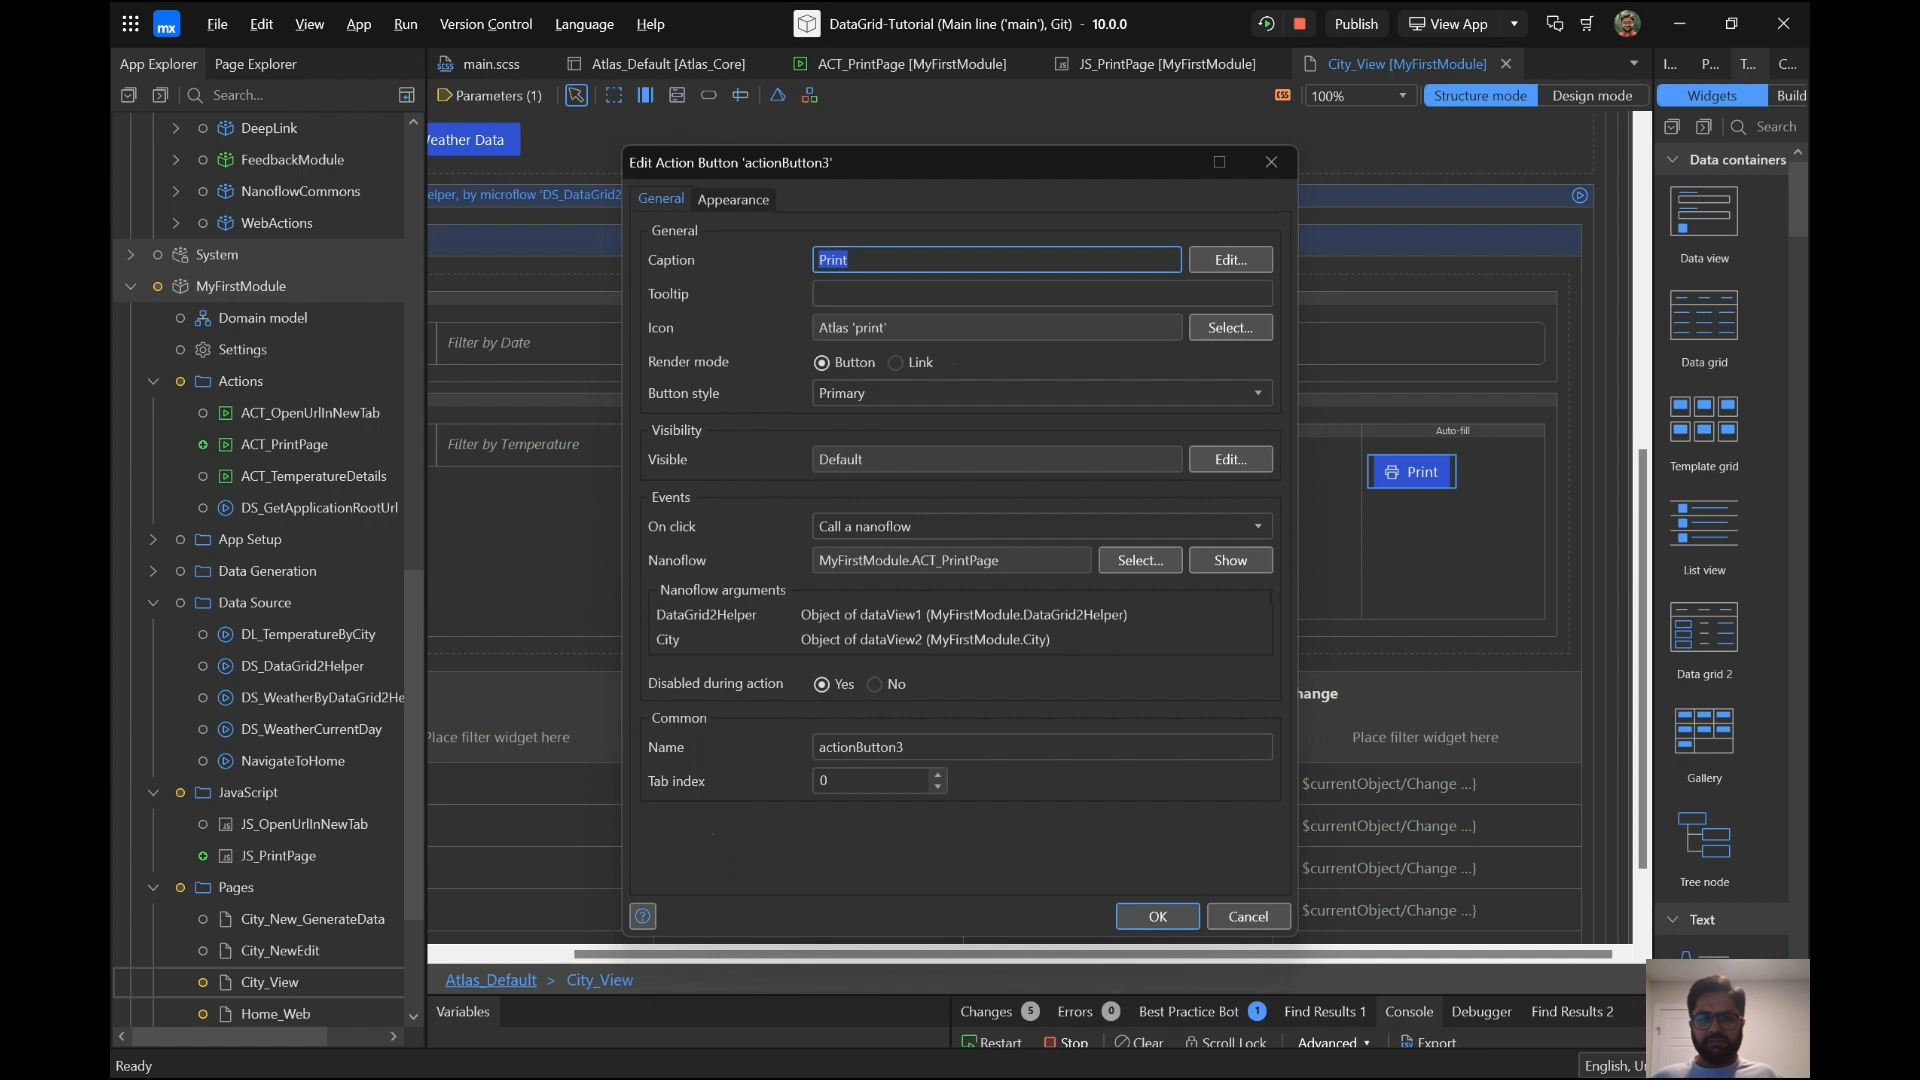 mx
File
Edit
View
App
Run
Version Control
Language
Help
DataGrid-Tutorial (Main line ('main'), Git) - 10.0.0
Publish
View App
App Explorer
Page Explorer
main.scss
Atlas_Default [Atlas_Core]
ACT_PrintPage [MyFirstModule]
JS_PrintPage [MyFirstModule]
City_View [MyFirstModule]
I...
P...
T...
C...
Search...
Parameters (1)
CSS
100%
Structure mode
Design mode
Widgets
Build
Search
DeepLink
FeedbackModule
NanoflowCommons
WebActions
System
MyFirstModule
Domain model
Settings
Actions
ACT_OpenUrlInNewTab
ACT_PrintPage
ACT_TemperatureDetails
DS_GetApplicationRootUrl
App Setup
Data Generation
Data Source
DL_TemperatureByCity
DS_DataGrid2Helper
DS_WeatherByDataGrid2He
DS_WeatherCurrentDay
NavigateToHome
JavaScript
JS_OpenUrlInNewTab
JS_PrintPage
Pages
City_New_GenerateData
City_NewEdit
City_View
Home_Web
Weather Data
elper, by microflow 'DS_DataGrid2
Filter by Date
Filter by Temperature
Place filter widget here
Edit Action Button 'actionButton3'
General
Appearance
General
Caption
Print
Edit...
Tooltip
Icon
Atlas 'print'
Select...
Render mode
Button
Link
Button style
Primary
Visibility
Visible
Default
Edit...
Events
On click
Call a nanoflow
Nanoflow
MyFirstModule.ACT_PrintPage
Select...
Show
Nanoflow arguments
DataGrid2Helper
Object of dataView1 (MyFirstModule.DataGrid2Helper)
City
Object of dataView2 (MyFirstModule.City)
Disabled during action
Yes
No
Common
Name
actionButton3
Tab index
0
OK
Cancel
Auto-fill
Print
hange
Place filter widget here
$currentObject/Change ...}
$currentObject/Change ...}
$currentObject/Change ...}
$currentObject/Change ...}
Data containers
Data view
Data grid
Template grid
List view
Data grid 2
Gallery
Tree node
Text
Atlas_Default > City_View
Variables
Changes 5
Errors 0
Best Practice Bot 1
Find Results 1
Console
Debugger
Find Results 2
Restart
Stop
Clear
Scroll Lock
Advanced
Export
Ready
English, U